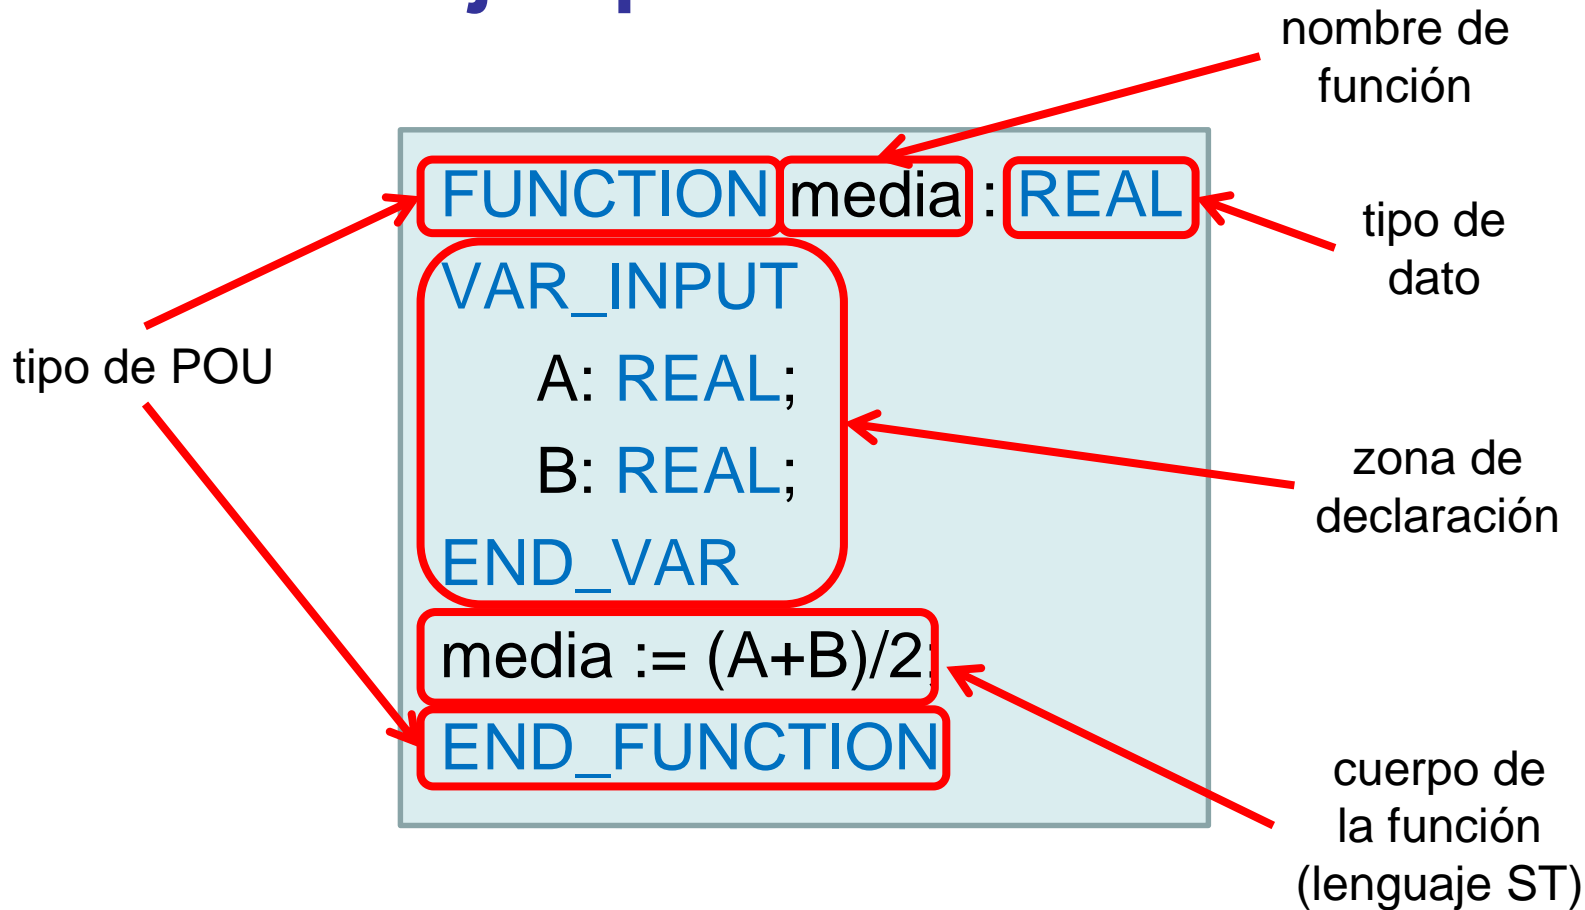 nombre de
función
FUNCTION media : REAL
VAR_INPUT
A: REAL;
B: REAL;
END_VAR
media := (A+B)/2;
END_FUNCTION
tipo de POU
tipo de
dato
zona de
declaración
cuerpo de
la función
(lenguaje ST)